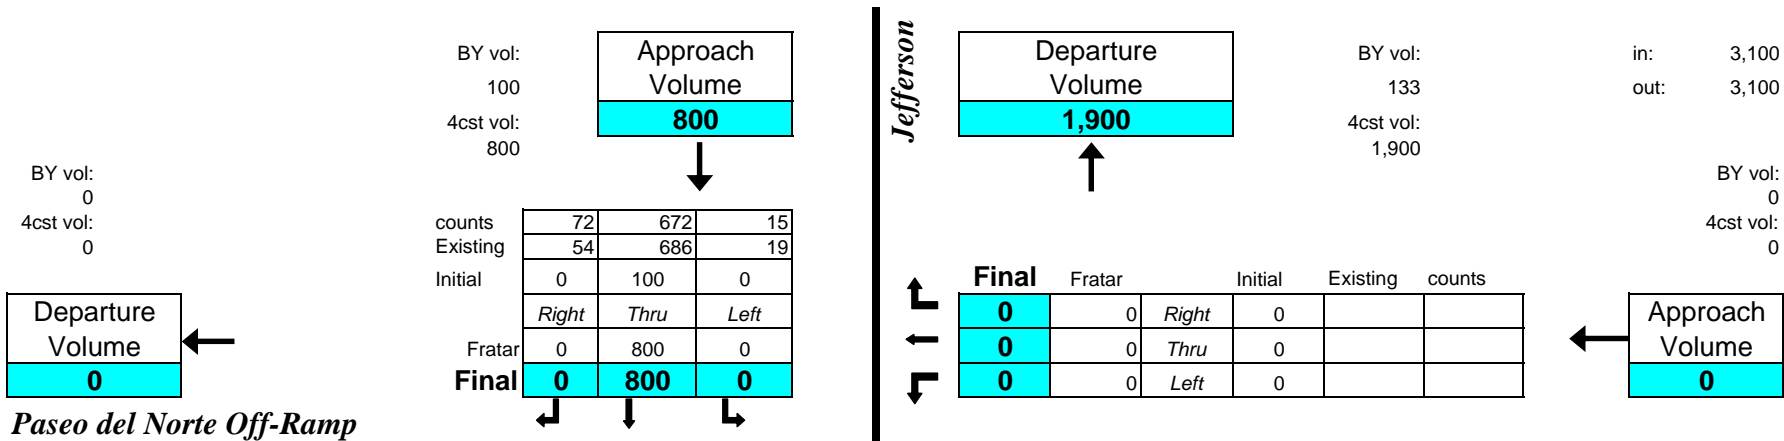 BY vol:
100
4cst vol:
800
Approach
Volume
800
Jefferson
Departure
Volume
1,900
BY vol:
133
4cst vol:
1,900
in: 3,100
out: 3,100
BY vol:
0
4cst vol:
0
BY vol:
0
4cst vol:
0
counts 72 672 15
Existing 54 686 19
Initial 0 100 0
Right Thru Left
Fratar 0 800 0
Final 0 800 0
Final Fratar Initial Existing counts
0 0 Right 0
0 0 Thru 0
0 0 Left 0
Departure
Volume
0
Approach
Volume
0
Paseo del Norte Off-Ramp